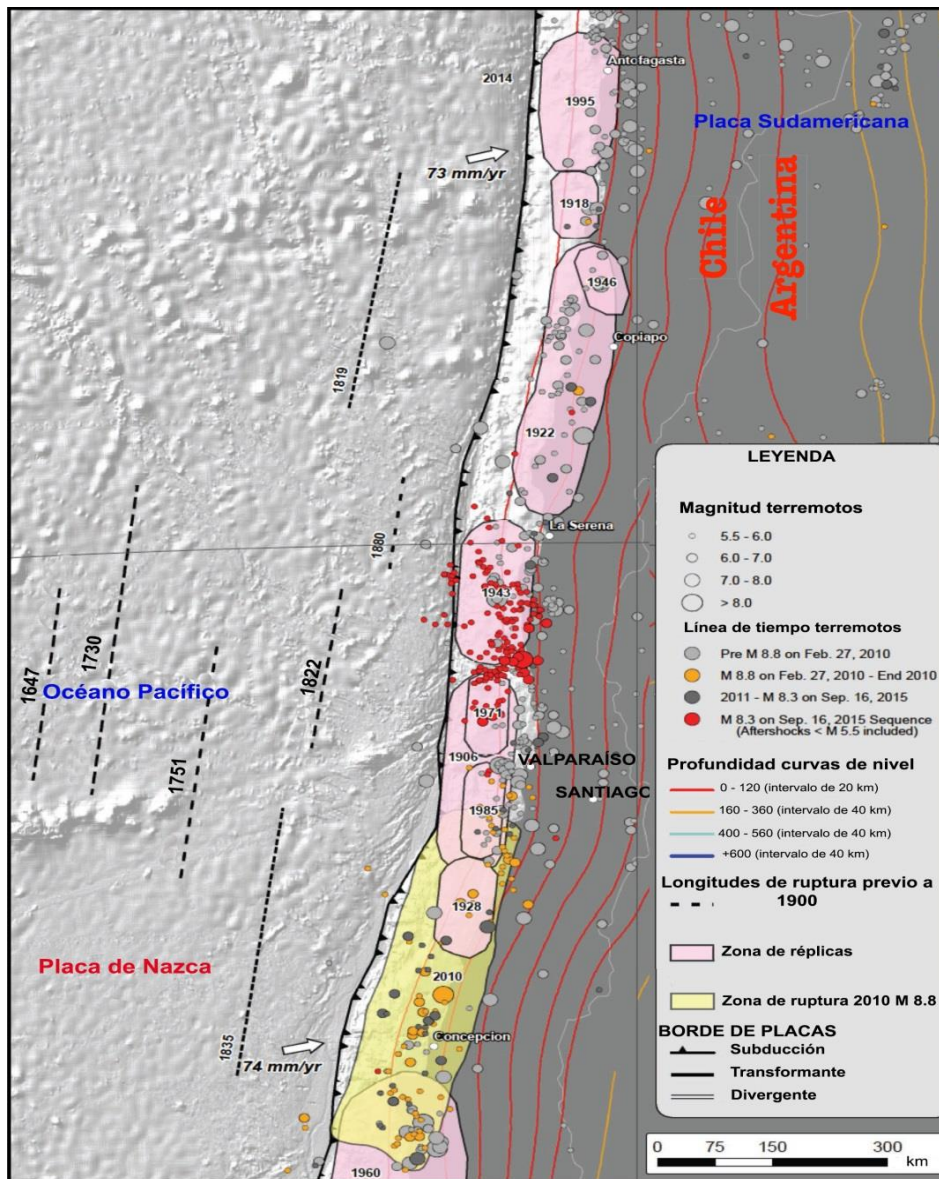 2014
Antofagasta
1995
Placa Sudamericana
73 mm/yr
1918
Chile
Argentina
1946
Copiapo
1819
1922
LEYENDA
Magnitud terremotos
5.5 - 6.0
6.0 - 7.0
7.0 - 8.0
> 8.0
Línea de tiempo terremotos
Pre M 8.8 on Feb. 27, 2010
M 8.8 on Feb. 27, 2010 - End 2010
2011 - M 8.3 on Sep. 16, 2015
M 8.3 on Sep. 16, 2015 Sequence
(Aftershocks < M 5.5 included)
Profundidad curvas de nivel
0 - 120 (intervalo de 20 km)
160 - 360 (intervalo de 40 km)
400 - 560 (intervalo de 40 km)
+600 (intervalo de 40 km)
Longitudes de ruptura previo a
1900
Zona de réplicas
Zona de ruptura 2010 M 8.8
BORDE DE PLACAS
Subducción
Transformante
Divergente
0 75 150 300
km
La Serena
1880
1943
1647
1730
Océano Pacífico
1822
1751
1971
1906
VALPARAÍSO
SANTIAGO
1985
1928
Placa de Nazca
2010
Concepcion
1835
74 mm/yr
1960